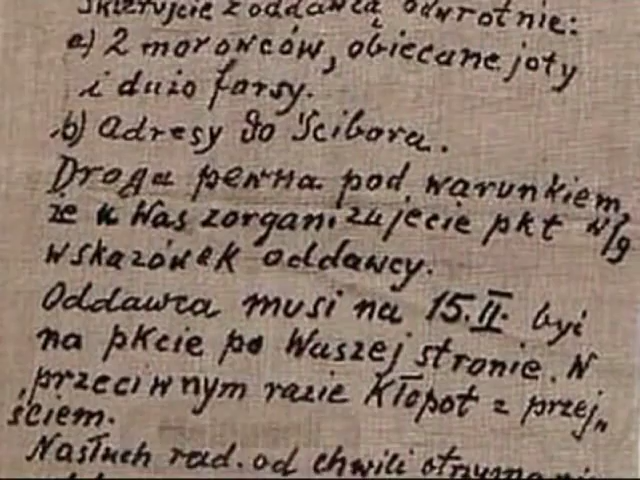 skierujcie z oddawcą odwrotnie:
a) 2 morowców, obiecane joty
i dużo forsy.
b) Adresy do Ścibora.
Droga pewna pod warunkiem,
że u Was zorganizujecie pkt w/g
wskazówek oddawcy.
Oddawca musi na 15.II. być
na pkcie po Waszej stronie. W
przeciwnym razie kłopot z przej„
ściem.
Nasłuch rad. od chwili